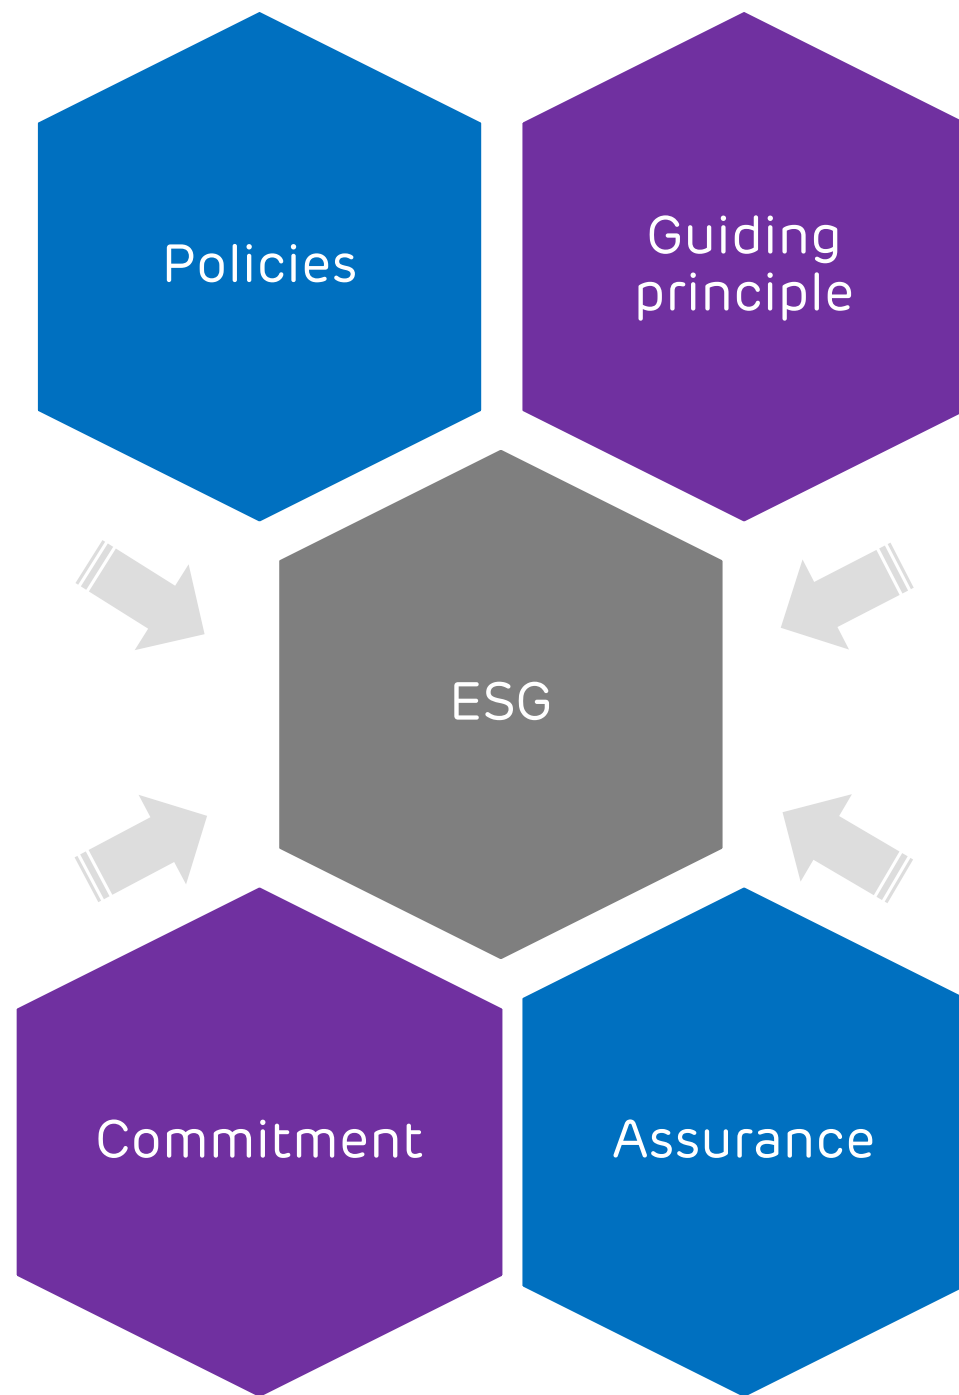 Policies
Guiding
principle
ESG
Commitment
Assurance